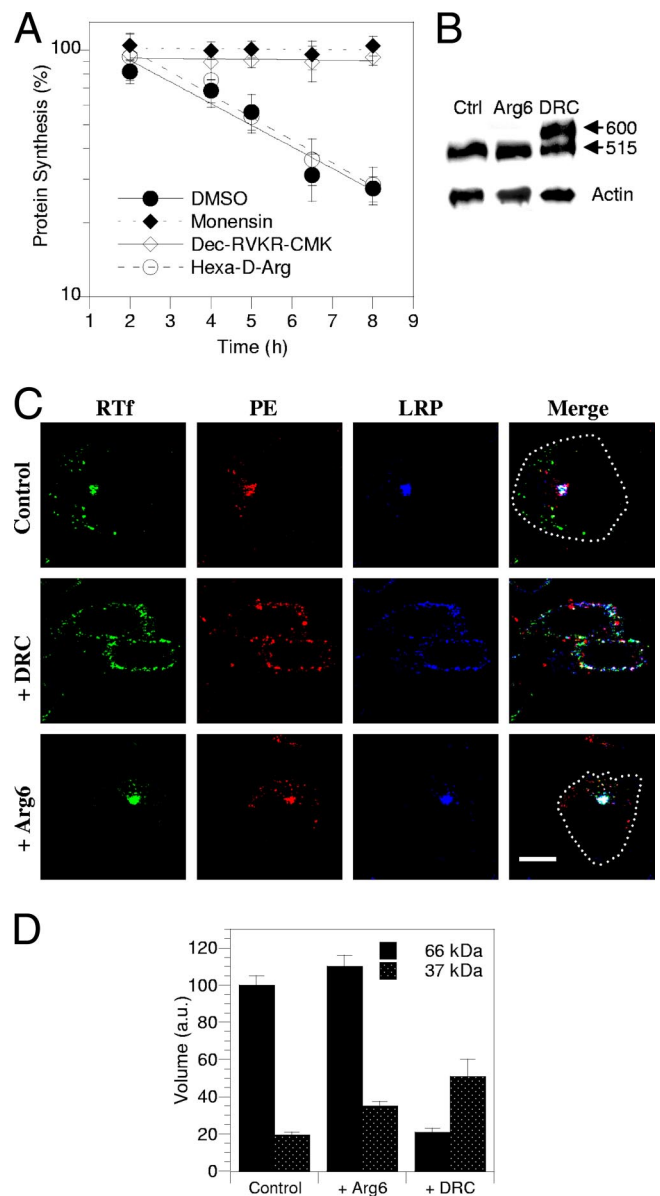 A
Protein Synthesis (%)
100
10
DMSO
Monensin
Dec-RVKR-CMK
Hexa-D-Arg
1 2 3 4 5 6 7 8 9
Time (h)
B
Ctrl Arg6 DRC
600
515
Actin
C
RTf PE LRP Merge
Control
+ DRC
+ Arg6
D
Volume (a.u.)
120
100
80
60
40
20
0
66 kDa
37 kDa
Control + Arg6 + DRC